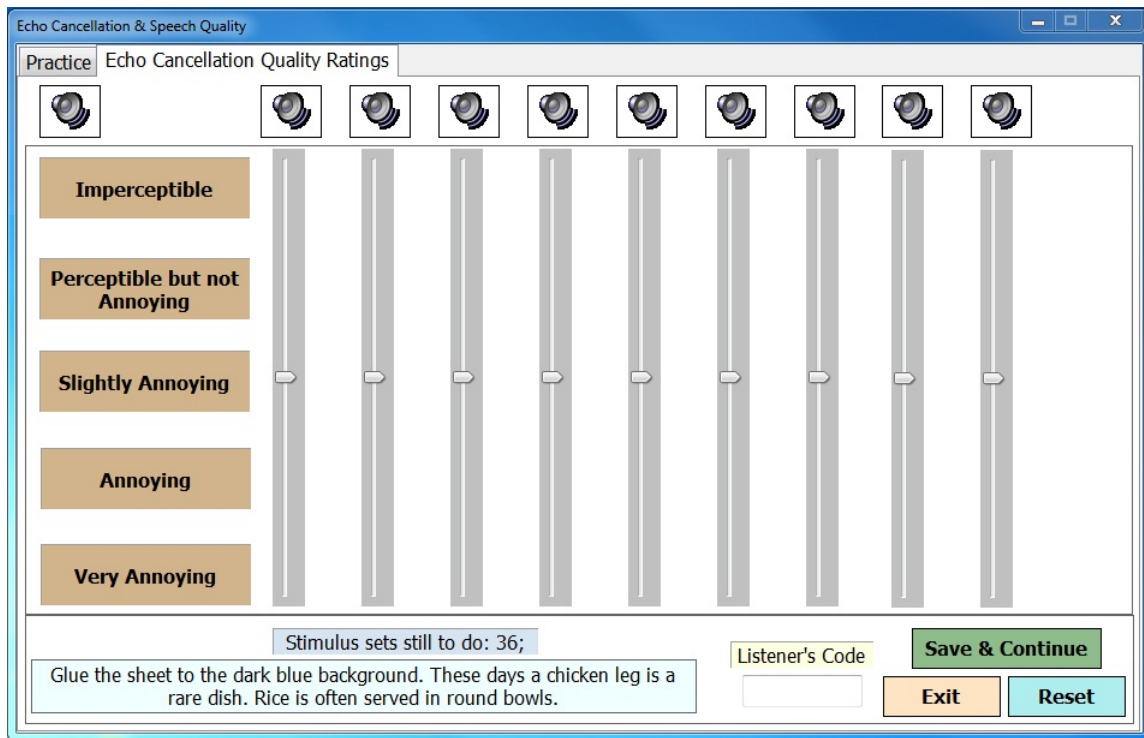 Echo Cancellation & Speech Quality
Practice
Echo Cancellation Quality Ratings
Imperceptible
Perceptible but not
Annoying
Slightly Annoying
Annoying
Very Annoying
Stimulus sets still to do: 36;
Glue the sheet to the dark blue background. These days a chicken leg is a
rare dish. Rice is often served in round bowls.
Listener's Code
Save & Continue
Exit
Reset